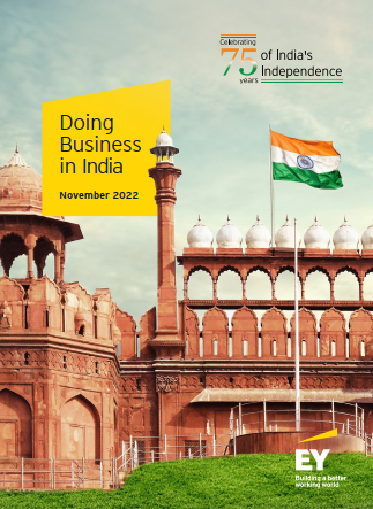 Celebrating
75
years
of India's
Independence
Doing
Business
in India
November 2022
EY
Building a better
working world